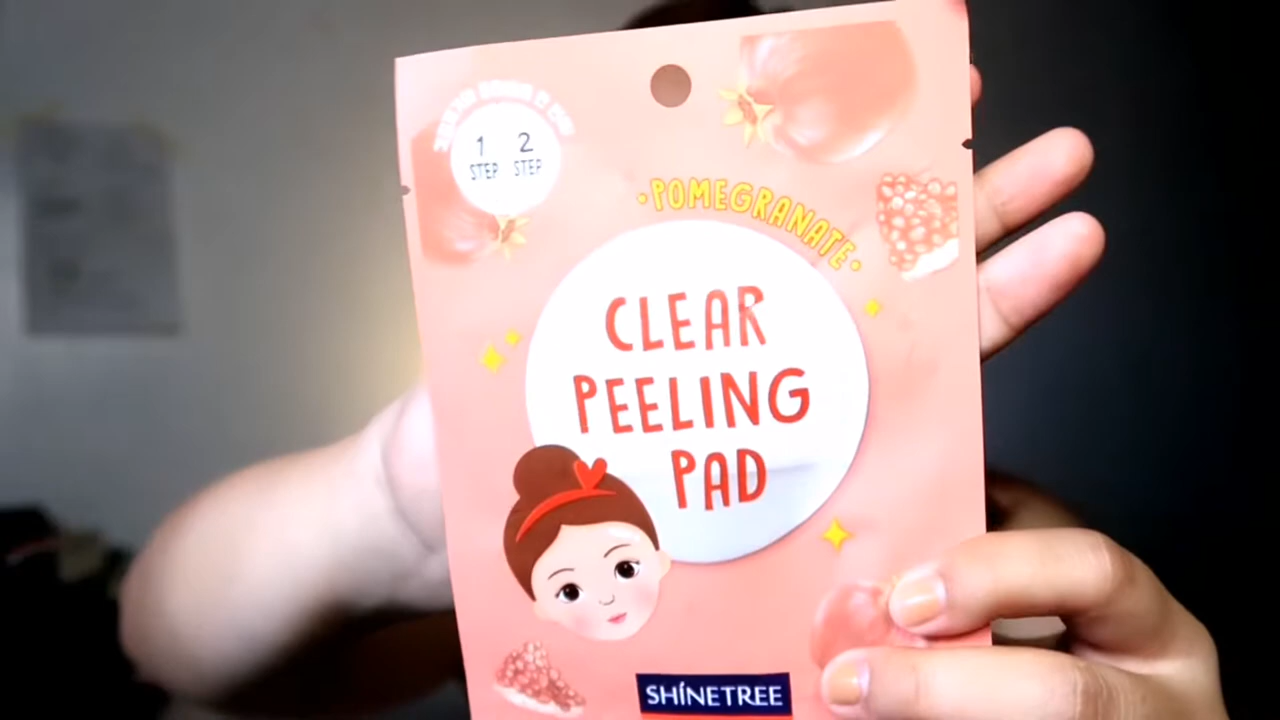 1 2
STEP STEP
·POMEGRANATE·
CLEAR
PEELING
PAD
SHINETREE